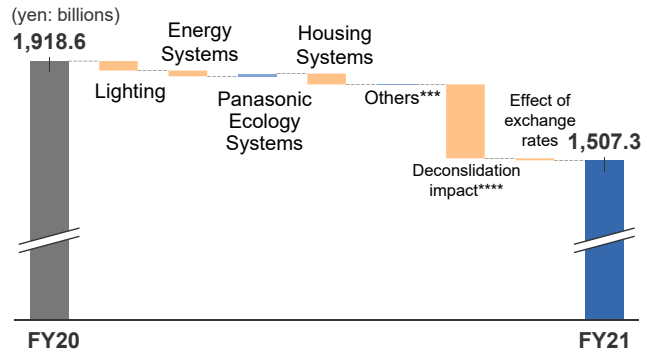 (yen: billions)
1,918.6
Energy
Systems
Housing
Systems
Lighting
Panasonic
Ecology
Systems
Others***
Effect of
exchange
rates
1,507.3
Deconslidation
impact****
FY20
FY21